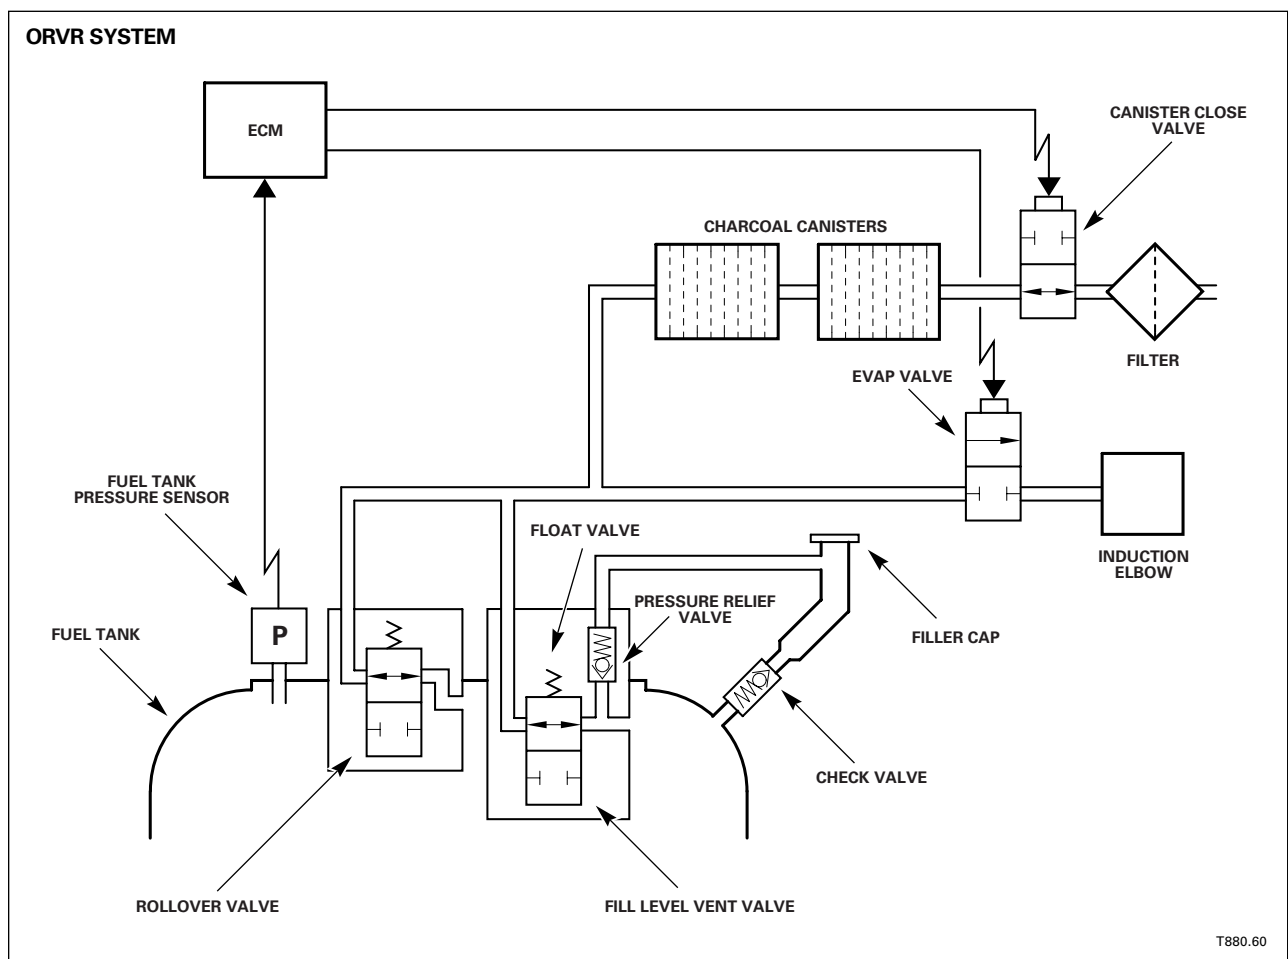 ORVR SYSTEM
ECM
CANISTER CLOSE
VALVE
CHARCOAL CANISTERS
FILTER
EVAP VALVE
FUEL TANK
PRESSURE SENSOR
FLOAT VALVE
INDUCTION
ELBOW
PRESSURE RELIEF
VALVE
P
FUEL TANK
FILLER CAP
CHECK VALVE
ROLLOVER VALVE
FILL LEVEL VENT VALVE
T880.60